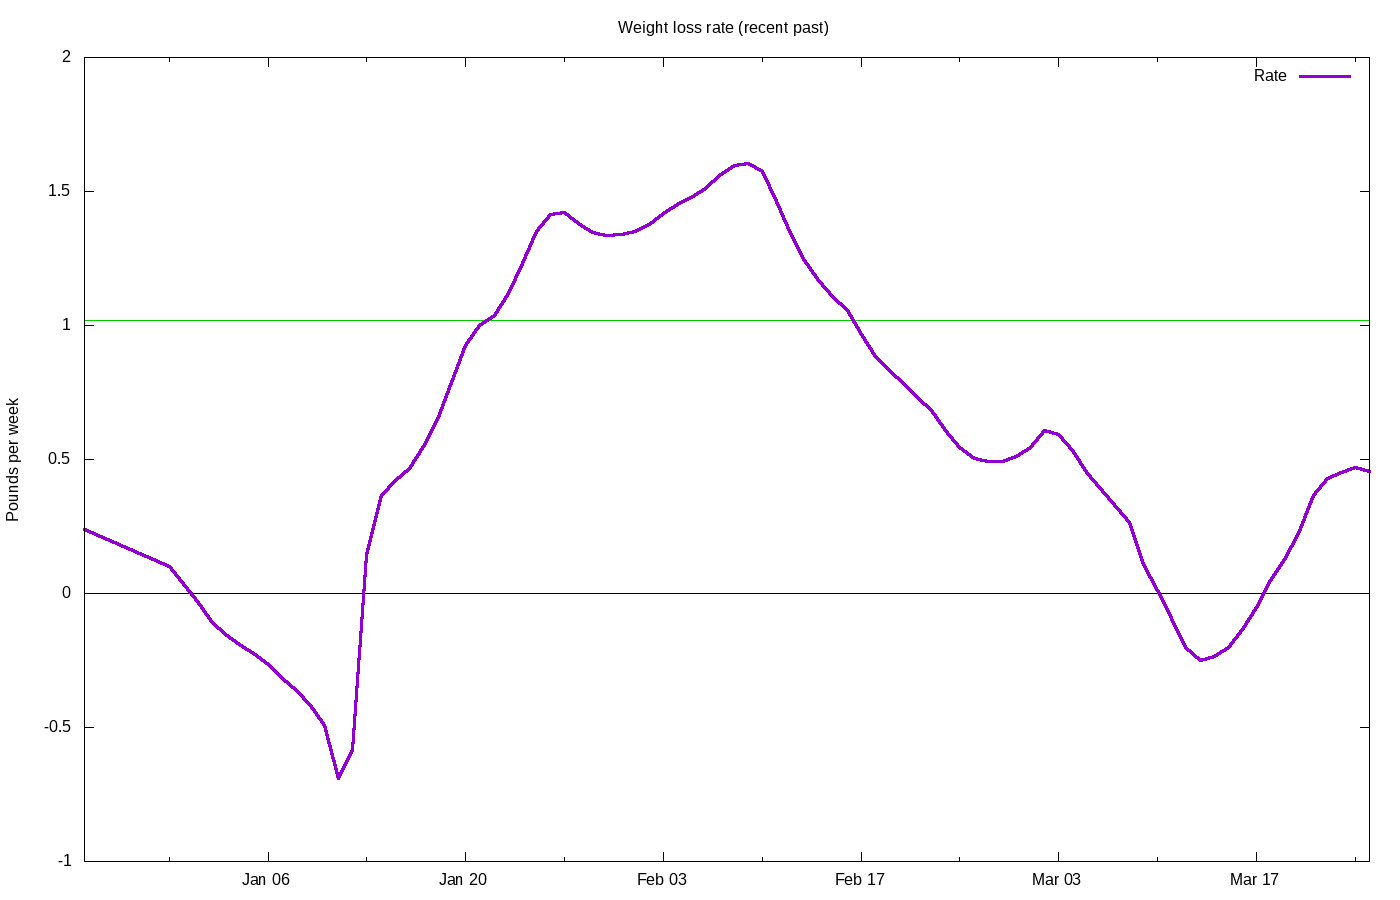 Weight loss rate (recent past)
2
Rate
1.5
1
0.5
0
-0.5
-1
Pounds per week
Jan 06
Jan 20
Feb 03
Feb 17
Mar 03
Mar 17